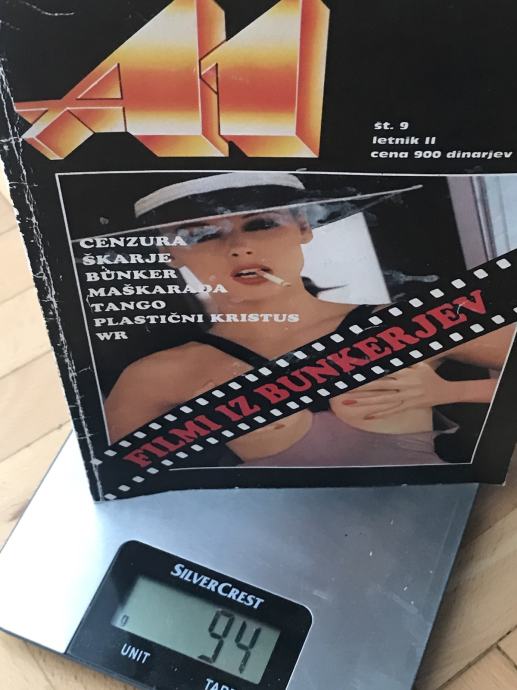 A1
št. 9
letnik II
cena 900 dinarjev
CENZURA
ŠKARJE
BUNKER
MAŠKARADA
TANGO
PLASTIČNI KRISTUS
WR
FILMI IZ BUNKERJEV
SILVERCREST
g 94
UNIT